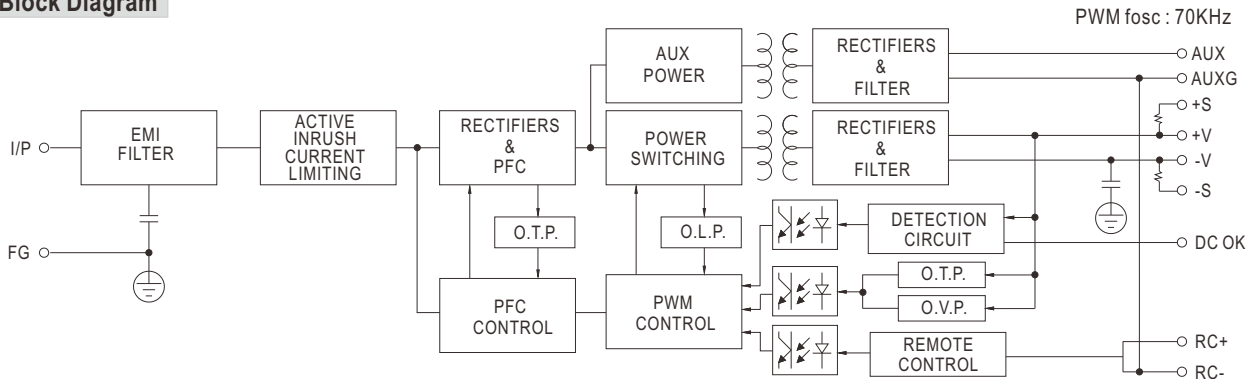 Block Diagram
PWM fosc : 70KHz
AUX
POWER
RECTIFIERS
&
FILTER
AUX
AUXG
I/P
EMI
FILTER
ACTIVE
INRUSH
CURRENT
LIMITING
RECTIFIERS
&
PFC
POWER
SWITCHING
RECTIFIERS
&
FILTER
+S
+V
-V
-S
FG
O.T.P.
O.L.P.
DETECTION
CIRCUIT
DC OK
PFC
CONTROL
PWM
CONTROL
O.T.P.
O.V.P.
REMOTE
CONTROL
RC+
RC-